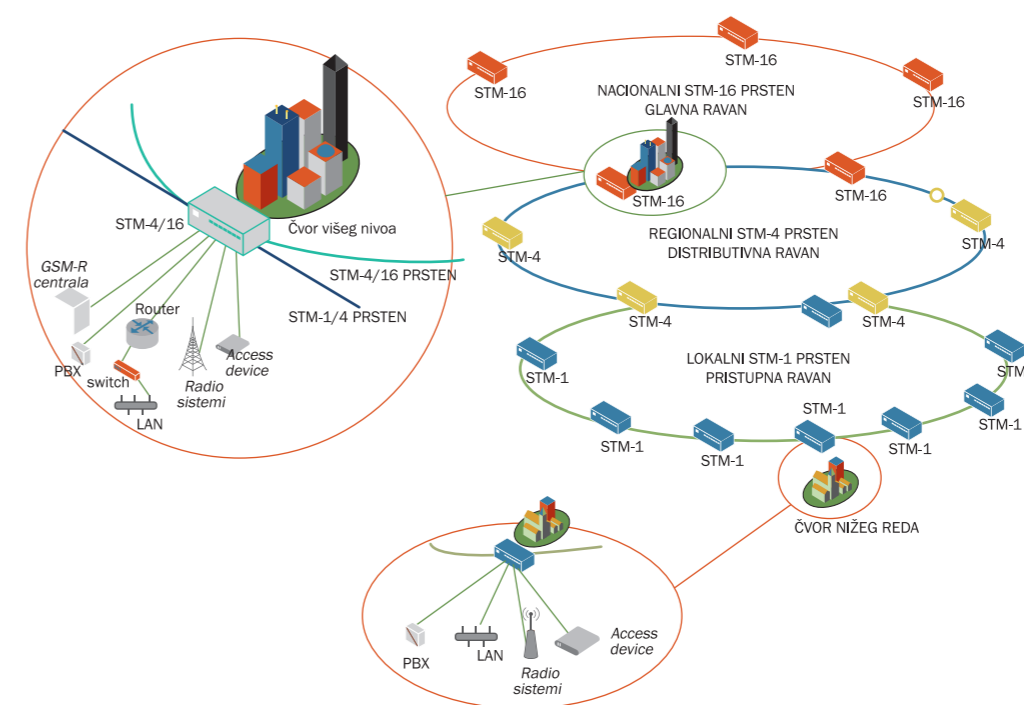 STM-16
STM-16
STM-16
NACIONALNI STM-16 PRSTEN
GLAVNA RAVAN
STM-16
STM-16
STM-4/16
Čvor višeg nivoa
STM-4/16 PRSTEN
STM-1/4 PRSTEN
GSM-R
centrala
Router
PBX
switch
LAN
Radio
sistemi
Access
device
REGIONALNI STM-4 PRSTEN
DISTRIBUTIVNA RAVAN
STM-4
STM-4
STM-4
STM-4
LOKALNI STM-1 PRSTEN
PRISTUPNA RAVAN
STM-1
STM
STM-1
STM-1
STM-1
STM-1
STM-1
ČVOR NIŽEG REDA
PBX
LAN
Radio
sistemi
Access
device